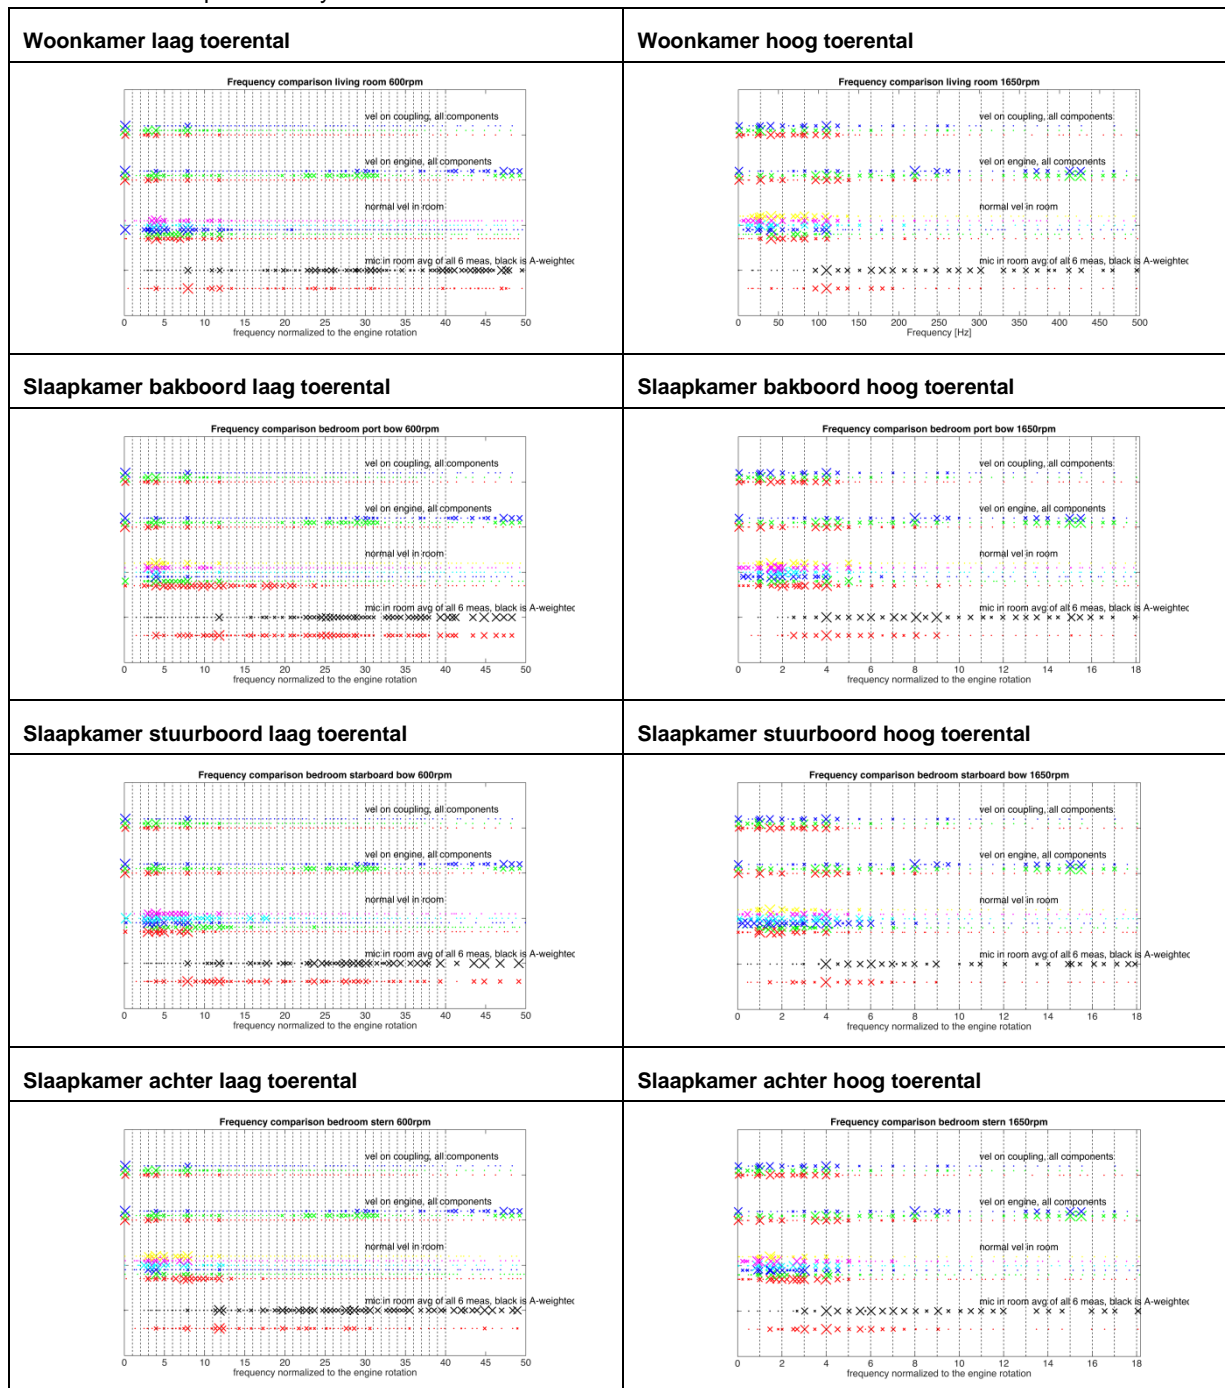 Woonkamer laag toerental
Woonkamer hoog toerental
Frequency comparison living room 600rpm
vel on coupling, all components
vel on engine, all components
normal vel in room
mic in room avg of all 6 meas, black is A-weighted
0 5 10 15 20 25 30 35 40 45 50
frequency normalized to the engine rotation
Frequency comparison living room 1650rpm
vel on coupling, all components
vel on engine, all components
normal vel in room
mic in room avg of all 6 meas, black is A-weighted
0 50 100 150 200 250 300 350 400 450 500
Frequency [Hz]
Slaapkamer bakboord laag toerental
Slaapkamer bakboord hoog toerental
Frequency comparison bedroom port bow 600rpm
vel on coupling, all components
vel on engine, all components
normal vel in room
mic in room avg of all 6 meas, black is A-weighted
0 5 10 15 20 25 30 35 40 45 50
frequency normalized to the engine rotation
Frequency comparison bedroom port bow 1650rpm
vel on coupling, all components
vel on engine, all components
normal vel in room
mic in room avg of all 6 meas, black is A-weighted
0 2 4 6 8 10 12 14 16 18
frequency normalized to the engine rotation
Slaapkamer stuurboord laag toerental
Slaapkamer stuurboord hoog toerental
Frequency comparison bedroom starboard bow 600rpm
vel on coupling, all components
vel on engine, all components
normal vel in room
mic in room avg of all 6 meas, black is A-weighted
0 5 10 15 20 25 30 35 40 45 50
frequency normalized to the engine rotation
Frequency comparison bedroom starboard bow 1650rpm
vel on coupling, all components
vel on engine, all components
normal vel in room
mic in room avg of all 6 meas, black is A-weighted
0 2 4 6 8 10 12 14 16 18
frequency normalized to the engine rotation
Slaapkamer achter laag toerental
Slaapkamer achter hoog toerental
Frequency comparison bedroom stern 600rpm
vel on coupling, all components
vel on engine, all components
normal vel in room
mic in room avg of all 6 meas, black is A-weighted
0 5 10 15 20 25 30 35 40 45 50
frequency normalized to the engine rotation
Frequency comparison bedroom stern 1650rpm
vel on coupling, all components
vel on engine, all components
normal vel in room
mic in room avg of all 6 meas, black is A-weighted
0 2 4 6 8 10 12 14 16 18
frequency normalized to the engine rotation